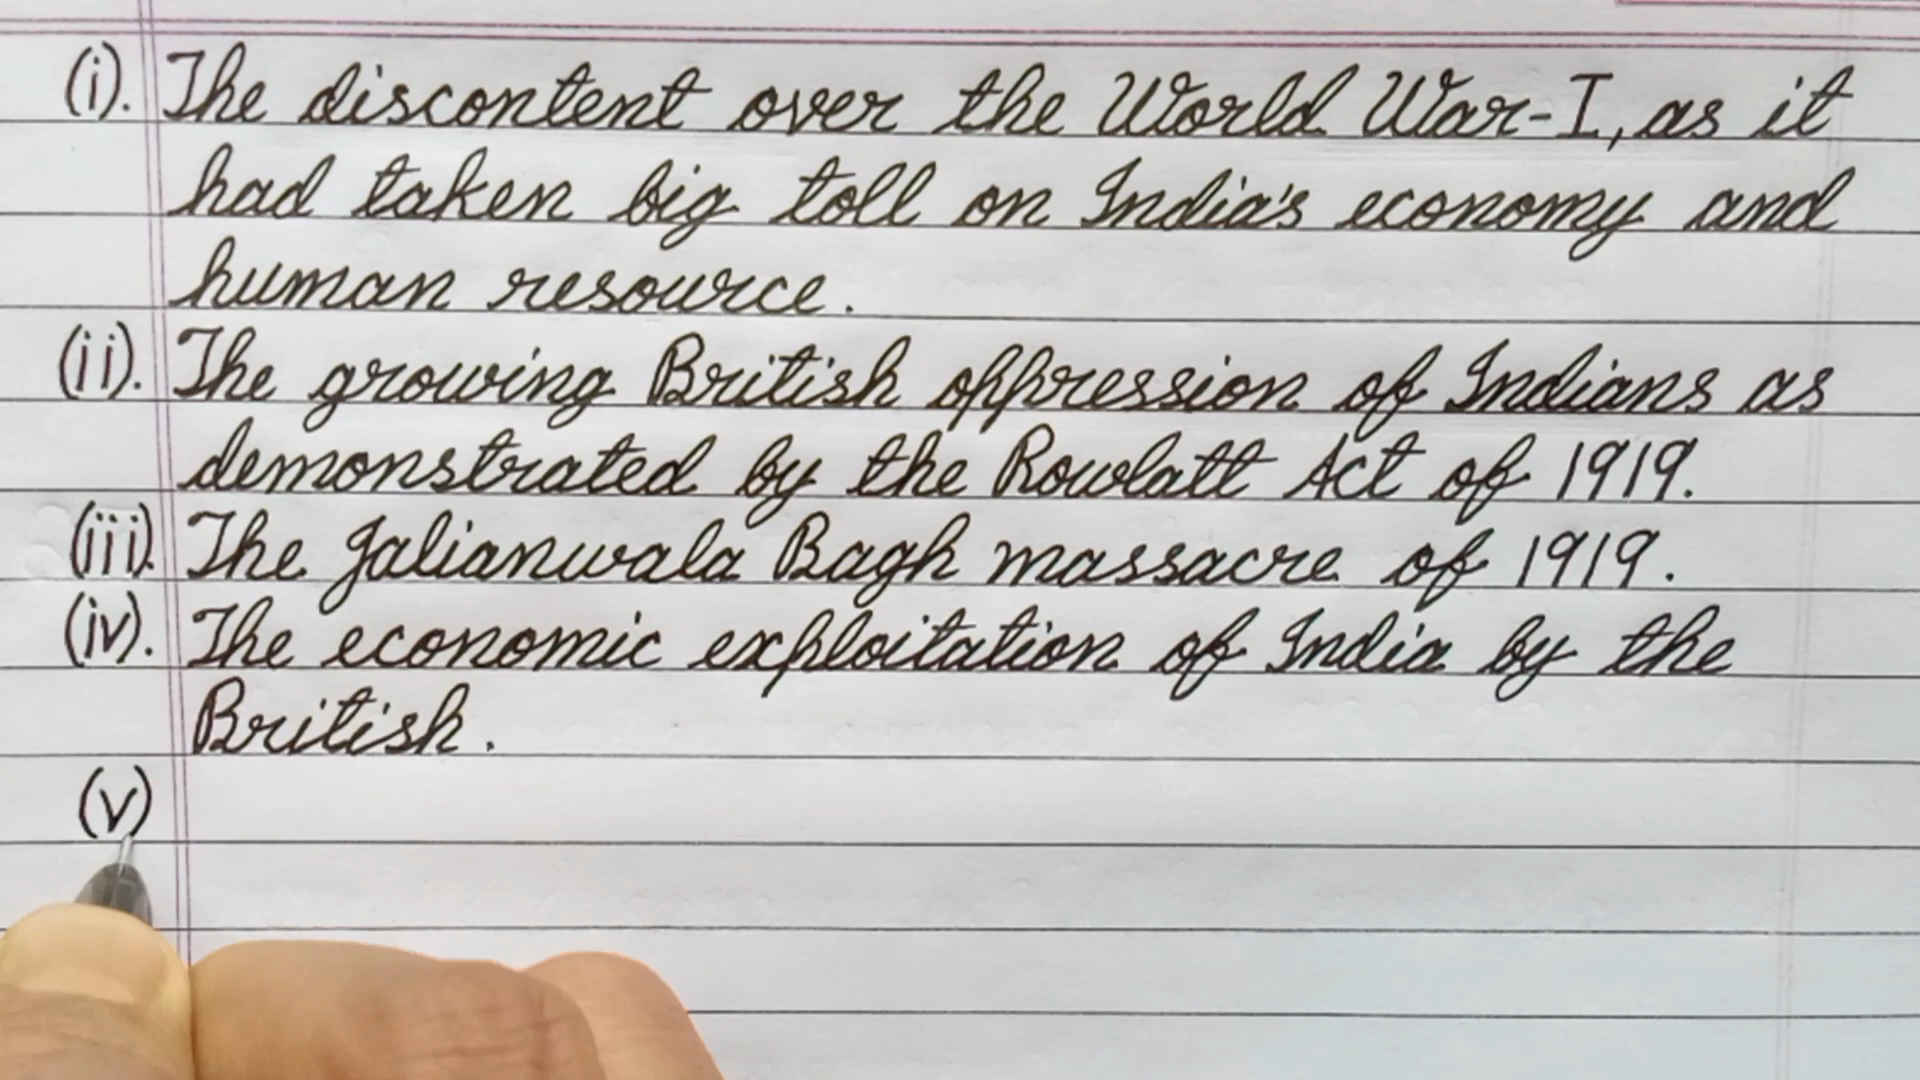 (i). The discontent over the World War-I, as it
had taken big toll on India's economy and
human resource.
(ii). The growing British oppression of Indians as
demonstrated by the Rowlatt Act of 1919.
(iii). The Jalianwala Bagh massacre of 1919.
(iv). The economic exploitation of India by the
British.
(v)